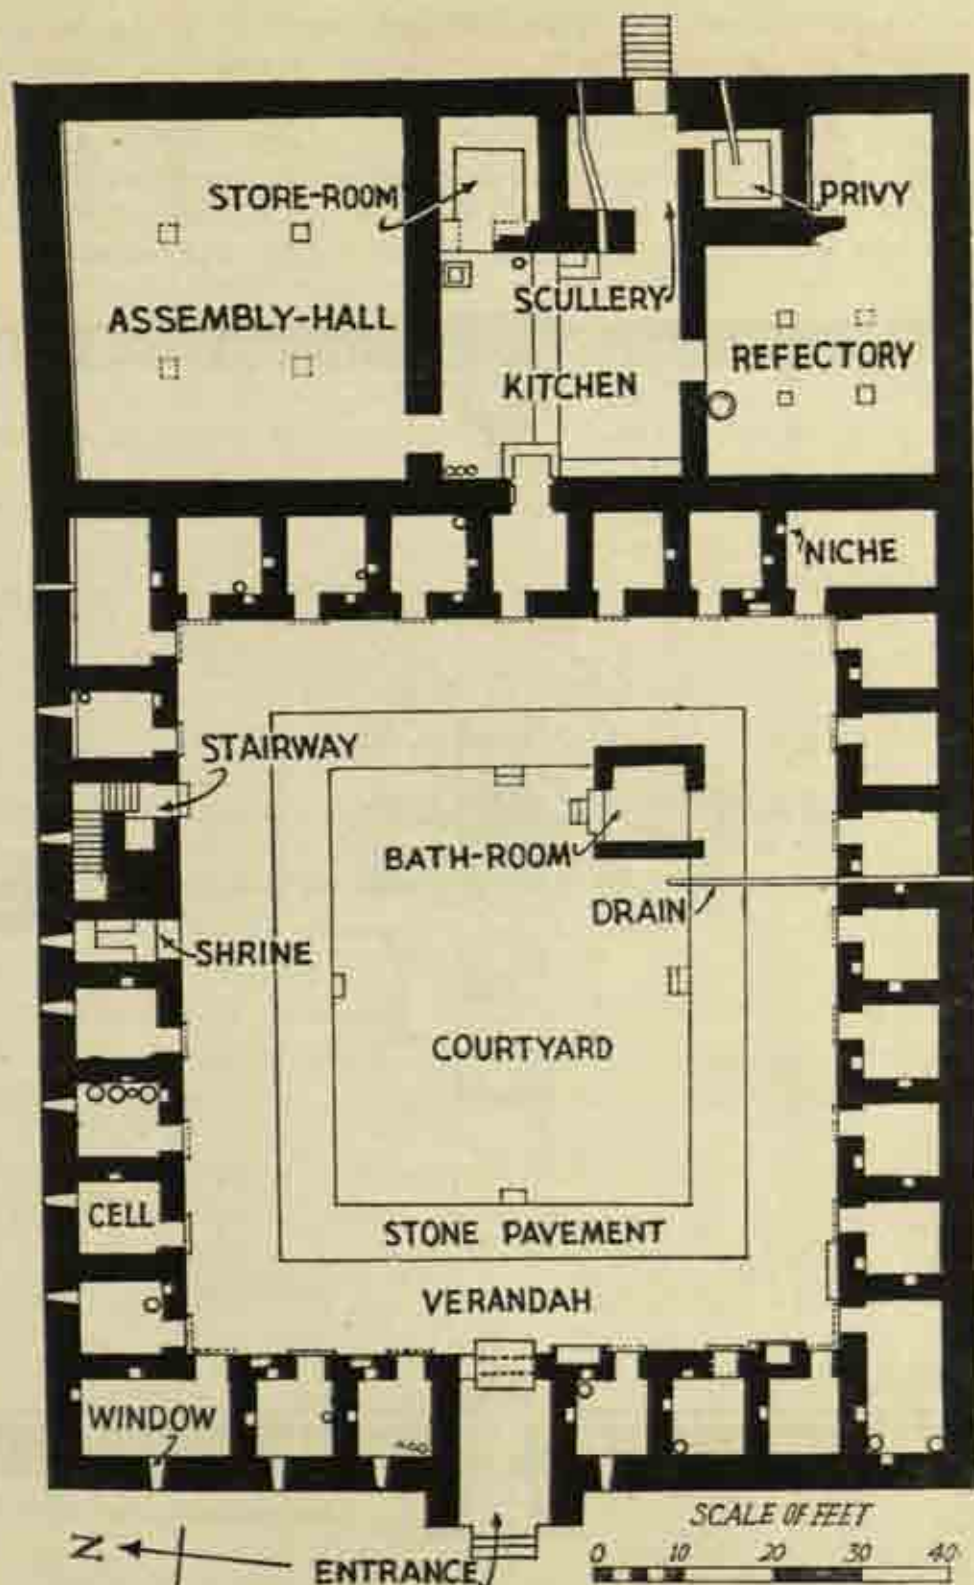 STORE-ROOM
PRIVY
ASSEMBLY-HALL
SCULLERY
REFECTORY
KITCHEN
NICHE
STAIRWAY
BATH-ROOM
DRAIN
SHRINE
COURTYARD
CELL
STONE PAVEMENT
VERANDAH
WINDOW
SCALE OF FEET
N
ENTRANCE
0 10 20 30 40